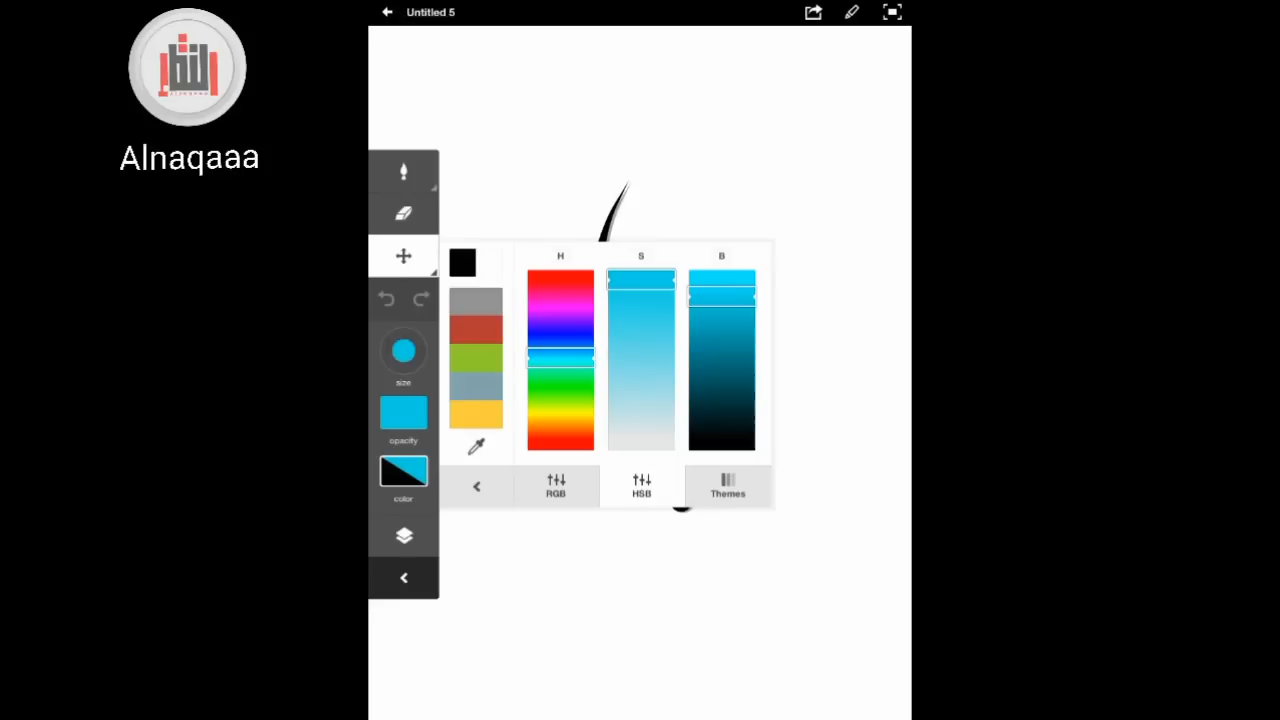 Untitled 5
Alnaqaaa
H
S
B
size
opacity
color
RGB
HSB
Themes